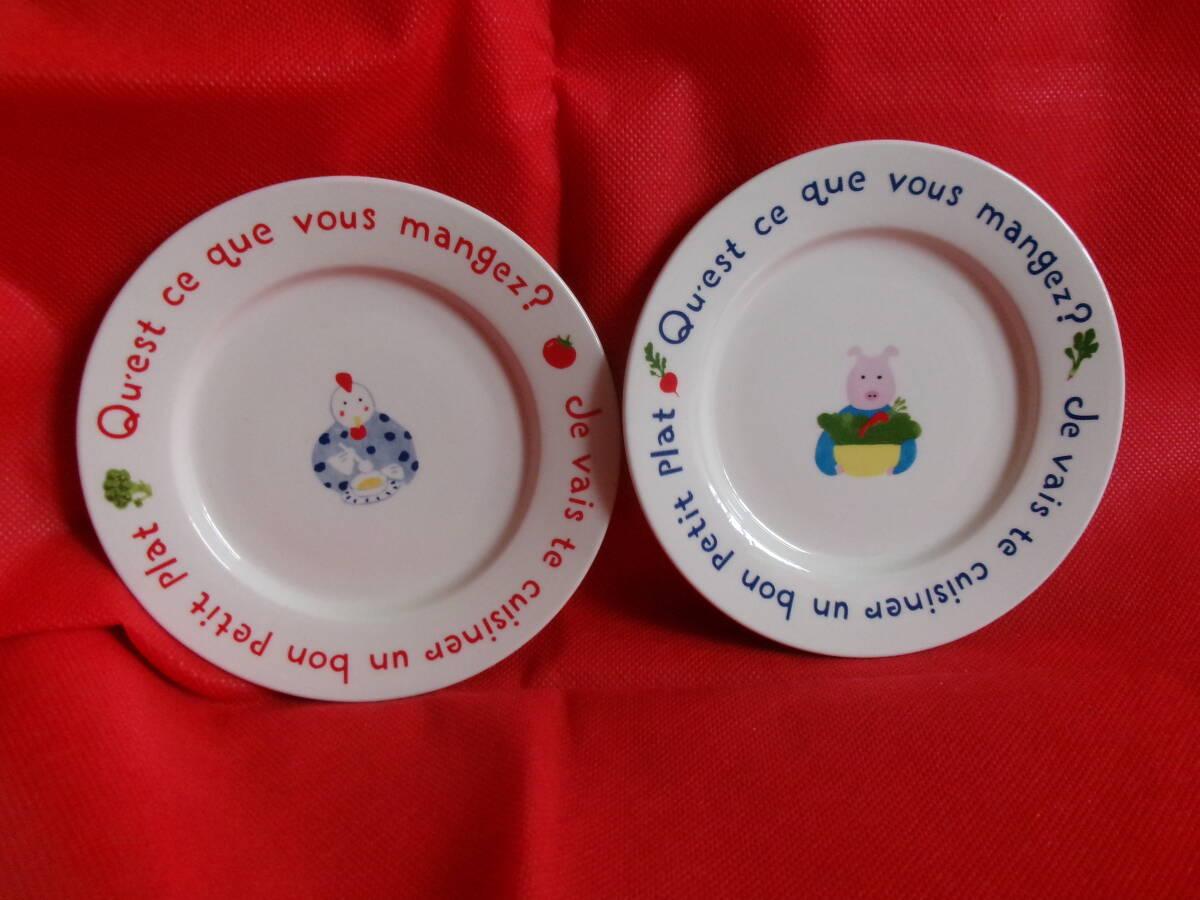 Qu'est ce que vous mangez?
Je vais te cuisiner un bon petit plat
Qu'est ce que vous mangez?
Je vais te cuisiner un bon petit plat